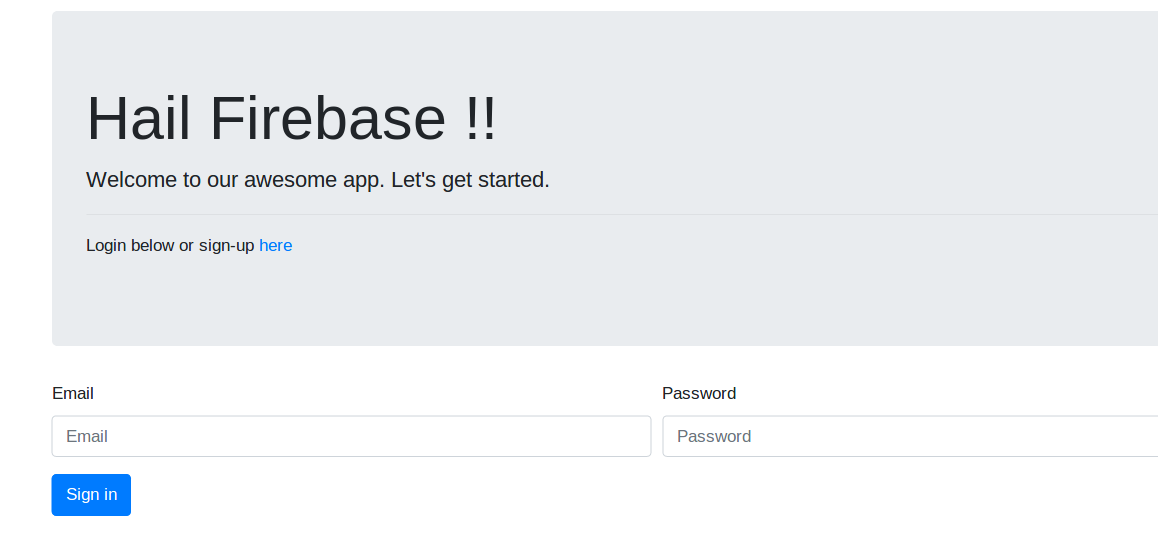 Hail Firebase !!
Welcome to our awesome app. Let's get started.
Login below or sign-up here
Email
Password
Email
Password
Sign in